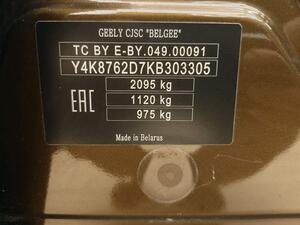 GEELY CJSC "BELGEE"
TC BY E-BY.049.00091
Y4K8762D7KB303305
EAC
2095 kg
1120 kg
975 kg
Made in Belarus